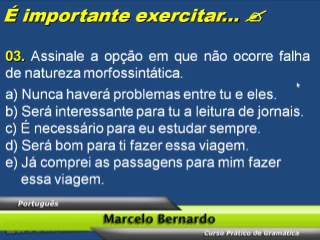 É importante exercitar...
03. Assinale a opção em que não ocorre falha
de natureza morfossintática.
a) Nunca haverá problemas entre tu e eles.
b) Será interessante para tu a leitura de jornais.
c) É necessário para eu estudar sempre.
d) Será bom para ti fazer essa viagem.
e) Já comprei as passagens para mim fazer
essa viagem.
Português
Marcelo Bernardo
Curso Prático de Gramática